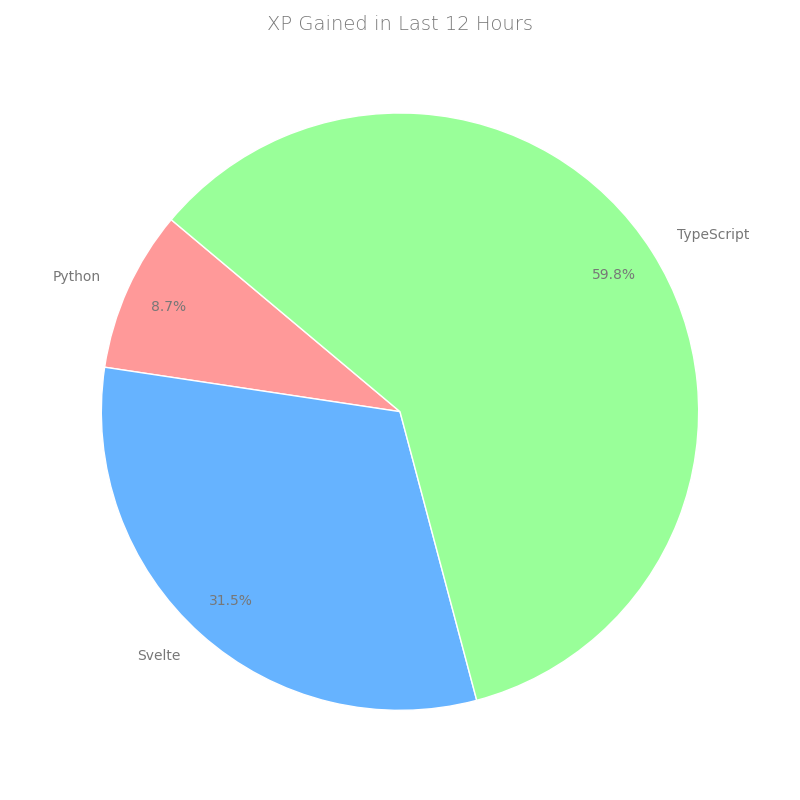 XP Gained in Last 12 Hours
TypeScript
59.8%
Python
8.7%
31.5%
Svelte